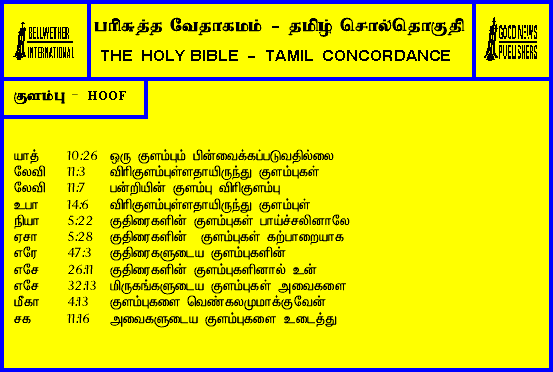 BELLWETHER
INTERNATIONAL
பரிசுத்த வேதாகமம் - தமிழ் சொல்தொகுதி
THE HOLY BIBLE - TAMIL CONCORDANCE
GOOD NEWS
PUBLISHERS
குளம்பு - HOOF
யாத் 10:26 ஒரு குளம்பும் பின்வைக்கப்படுவதில்லை
லேவி 11:3 விரிகுளம்புள்ளதாயிருந்து குளம்புகள்
லேவி 11:7 பன்றியின் குளம்பு விரிகுளம்பு
உபா 14:6 விரிகுளம்புள்ளதாயிருந்து குளம்புள்
நியா 5:22 குதிரைகளின் குளம்புகள் பாய்ச்சலினாலே
ஏசா 5:28 குதிரைகளின் குளம்புகள் கற்பாறையாக
எரே 47:3 குதிரைகளுடைய குளம்புகளின்
எசே 26:11 குதிரைகளின் குளம்புகளினால் உன்
எசே 32:13 மிருகங்களுடைய குளம்புகள் அவைகளை
மீகா 4:13 குளம்புகளை வெண்கலமுமாக்குவேன்
சக 11:16 அவைகளுடைய குளம்புகளை உடைத்து